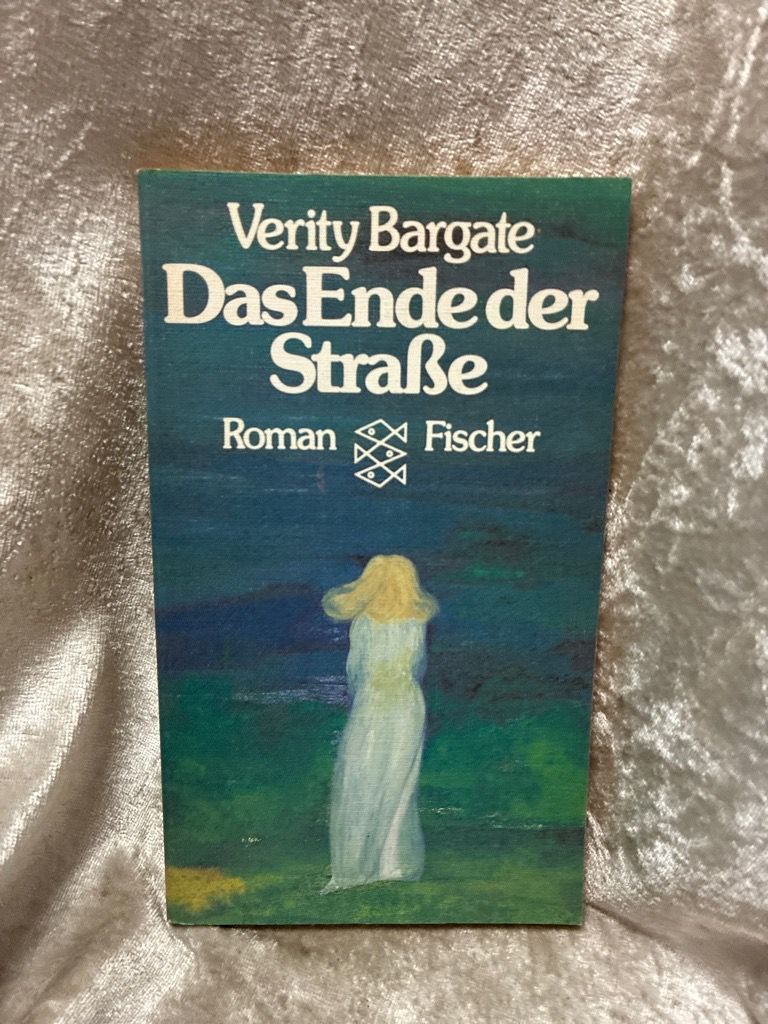 Verity Bargate
Das Ende der
Straße
Roman Fischer